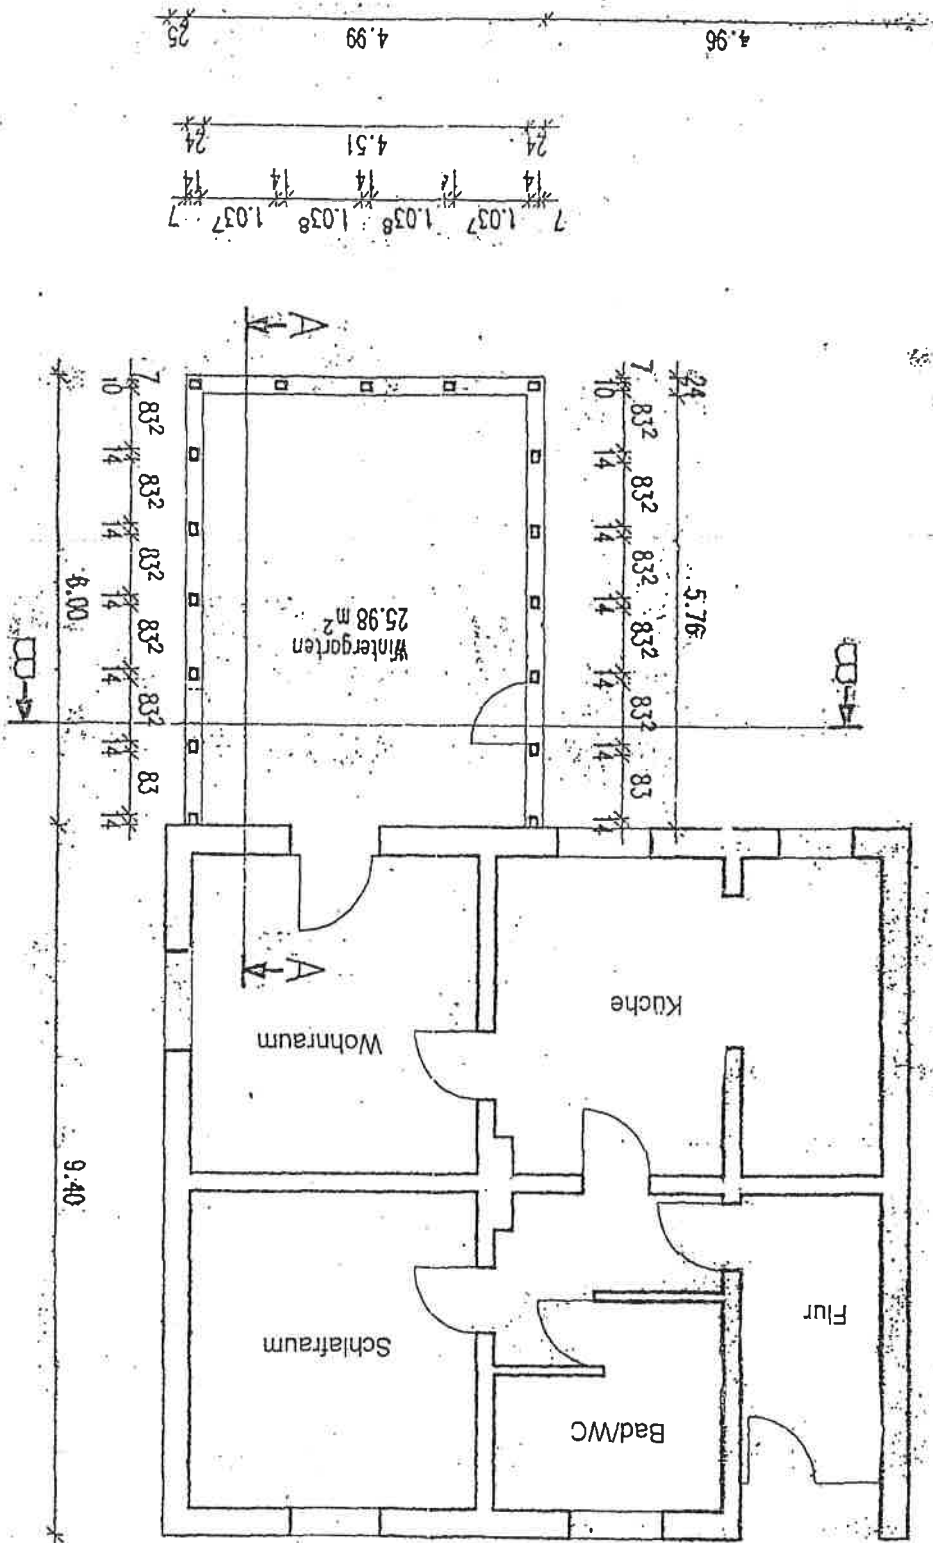 Bad/WC
Flur
Schlafraum
9.40
Küche
Wohnraum
A
14 83 14 83² 14 83² 14 83² 14 83² 14 83² 10 7
5.76 24
B
Wintergarten
25.98 m²
B
14 83 14 83² 14 83² 14 83² 14 83² 14 83² 10 7
6.00
A
7 1.03⁷ 1.03⁸ 1.03⁸ 1.03⁷ 7
14 14 14 14 14
24 4.51 24
4.96 4.99 25